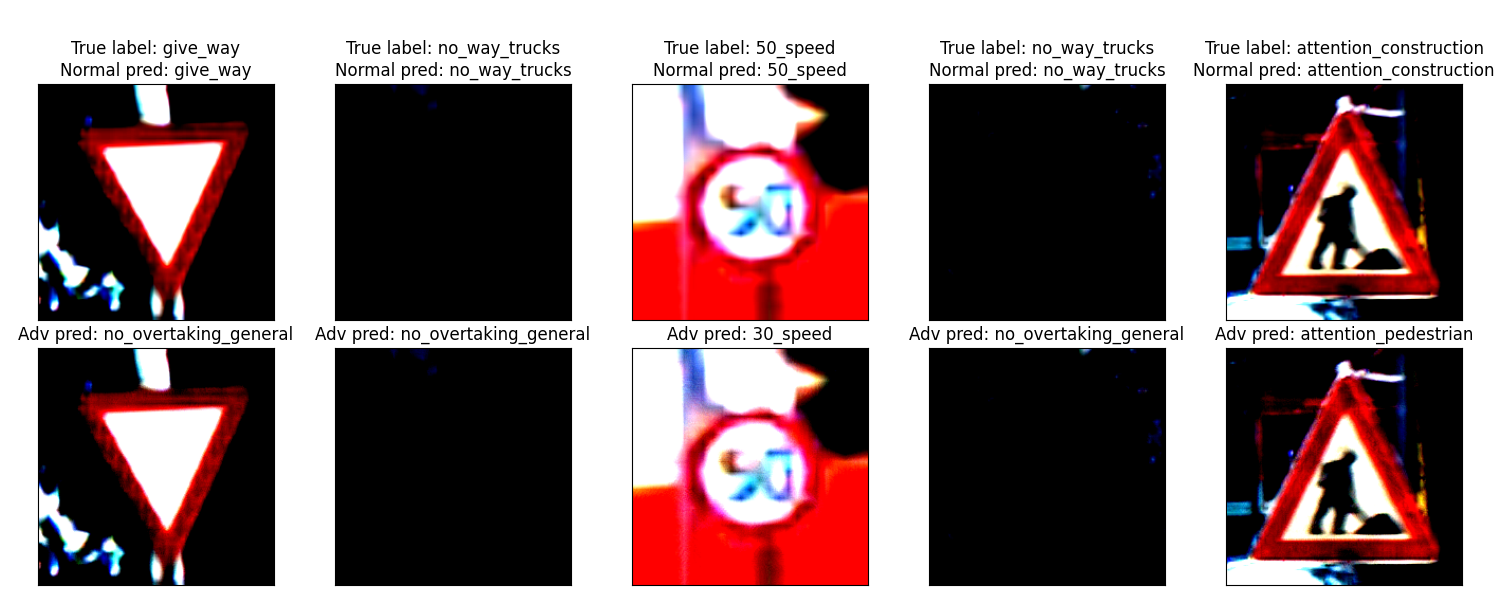 True label: give_way
Normal pred: give_way
True label: no_way_trucks
Normal pred: no_way_trucks
True label: 50_speed
Normal pred: 50_speed
True label: no_way_trucks
Normal pred: no_way_trucks
True label: attention_construction
Normal pred: attention_construction
Adv pred: no_overtaking_general
Adv pred: no_overtaking_general
Adv pred: 30_speed
Adv pred: no_overtaking_general
Adv pred: attention_pedestrian